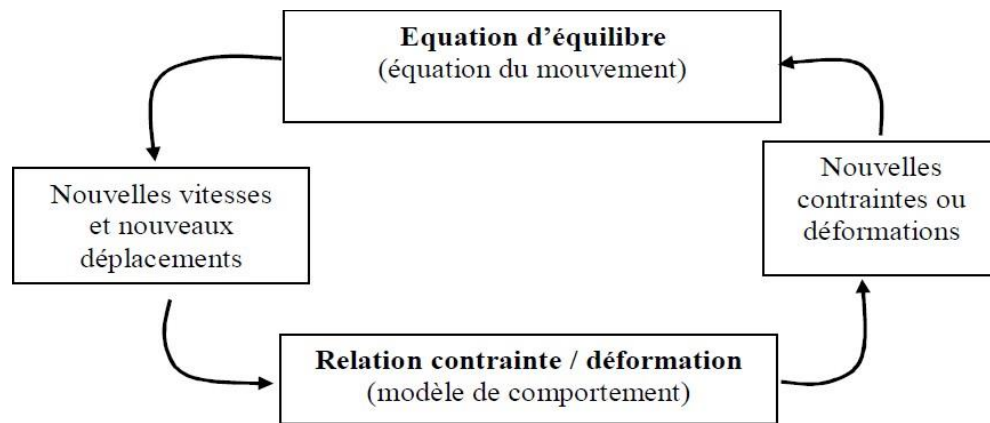 Equation d’équilibre
(équation du mouvement)
Nouvelles vitesses
et nouveaux
déplacements
Nouvelles
contraintes ou
déformations
Relation contrainte / déformation
(modèle de comportement)